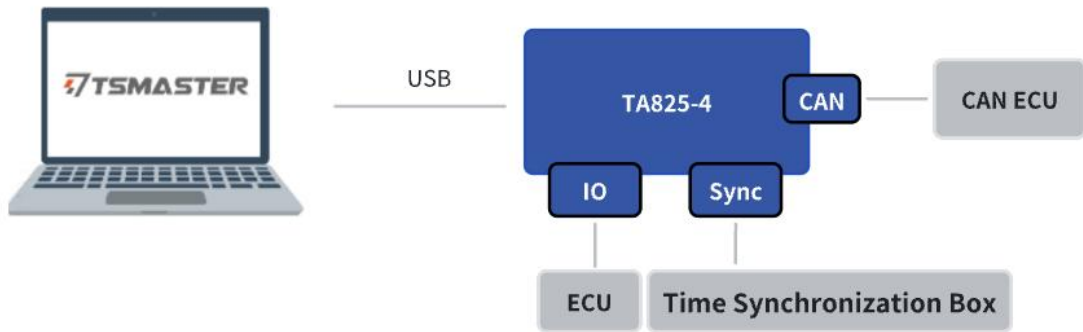 TSMASTER
USB
TA825-4
CAN
CAN ECU
IO
Sync
ECU
Time Synchronization Box